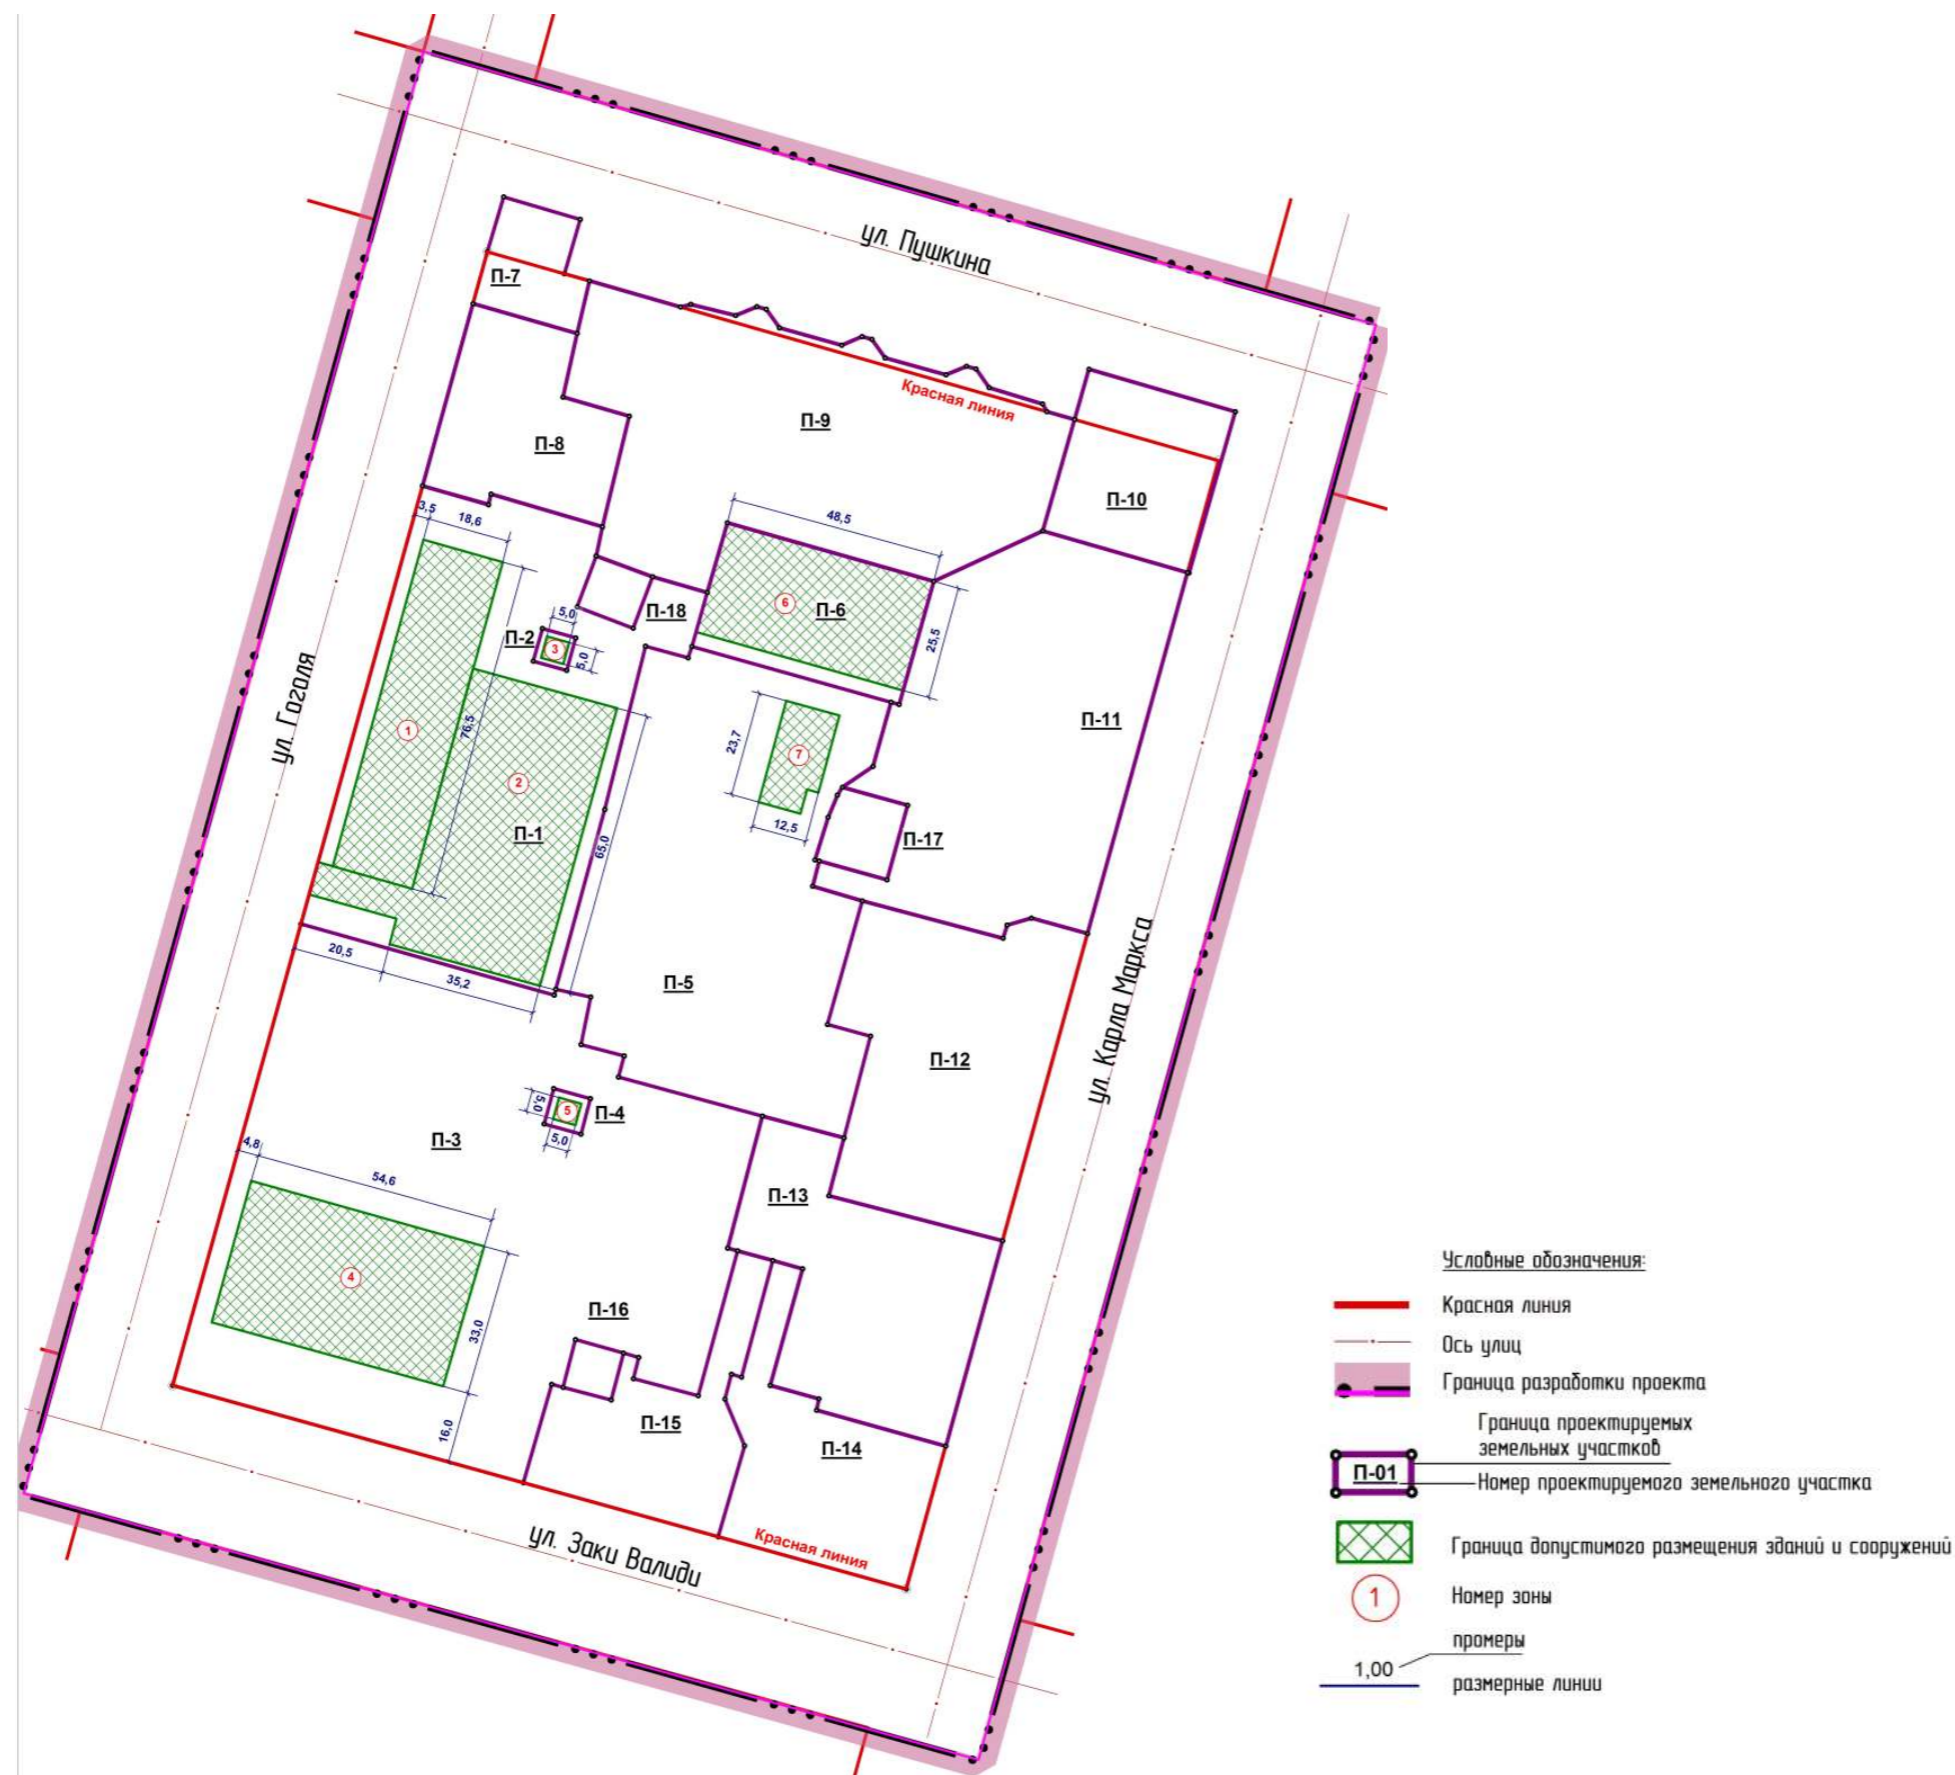 ул. Пушкина
П-7
Красная линия
П-9
П-8
П-10
3,5
18,6
48,5
6
П-6
П-18
5,0
П-2
3
5,0
25,5
ул. Гоголя
1
76,5
П-11
23,7
7
2
П-1
12,5
65,0
П-17
20,5
35,2
П-5
ул. Карла Маркса
П-12
5,0
5
П-4
5,0
П-3
4,8
54,6
П-13
4
33,0
П-16
16,0
П-15
П-14
ул. Заки Валиди
Красная линия
Условные обозначения:
Красная линия
Ось улиц
Граница разработки проекта
Граница проектируемых
земельных участков
П-01
Номер проектируемого земельного участка
Граница допустимого размещения зданий и сооружений
1
Номер зоны
промеры
1,00
размерные линии